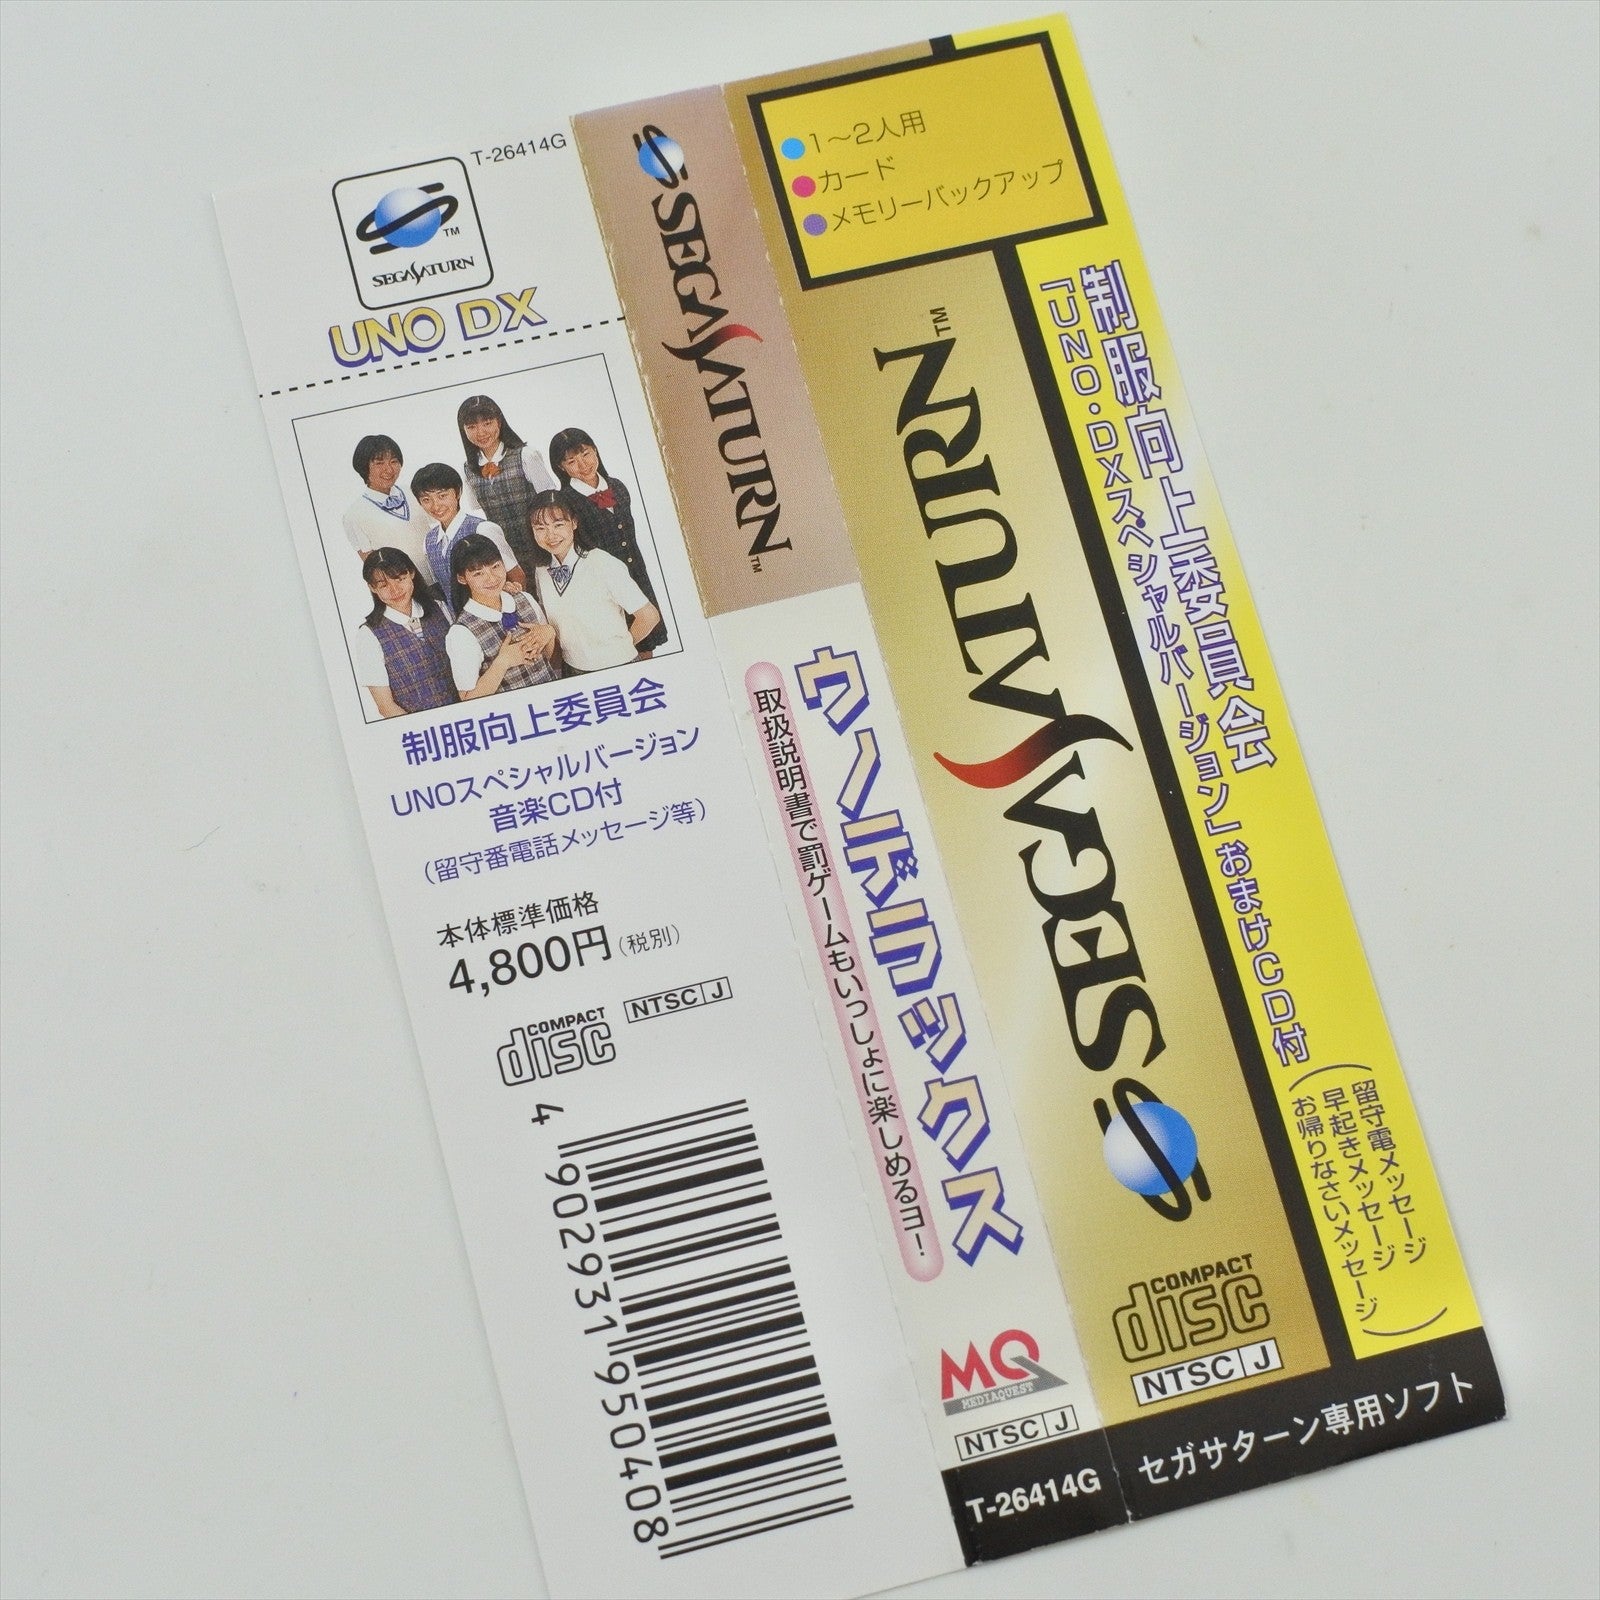 T-26414G
TM
SEGA SATURN
UNO DX
制服向上委員会
UNOスペシャルバージョン
音楽CD付
(留守番電話メッセージ等)
本体標準価格
4,800円(税別)
COMPACT
disc
NTSC J
4 902931 950408
SEGA SATURN TM
ウノデラックス
取扱説明書で罰ゲームもいっしょに楽しめるヨ!
MQ
MEDIAQUEST
NTSC J
T-26414G
1～2人用
カード
メモリーバックアップ
SEGA SATURN TM
COMPACT
disc
NTSC J
制服向上委員会
「UNO・DXスペシャルバージョン」おまけCD付
(留守電メッセージ
早起きメッセージ
お帰りなさいメッセージ)
セガサターン専用ソフト